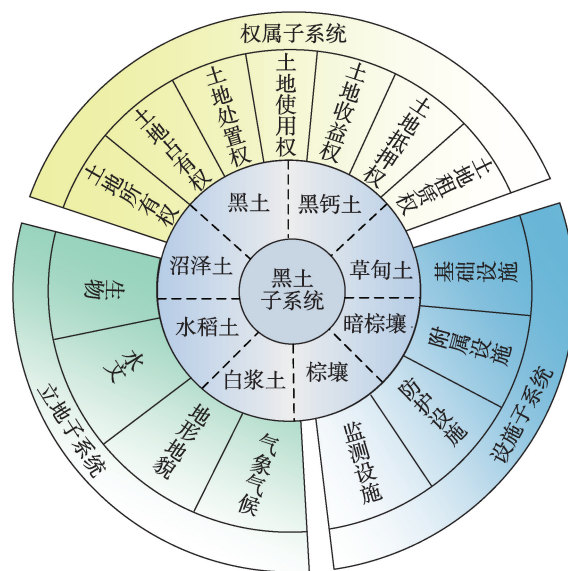 权属子系统
土地所有权
土地占有权
土地处置权
土地使用权
土地收益权
土地抵押权
土地租赁权
黑土
黑钙土
沼泽土
草甸土
黑土
子系统
水稻土
暗棕壤
白浆土
棕壤
立地子系统
生物
水文
地形地貌
气象气候
设施子系统
基础设施
附属设施
防护设施
监测设施